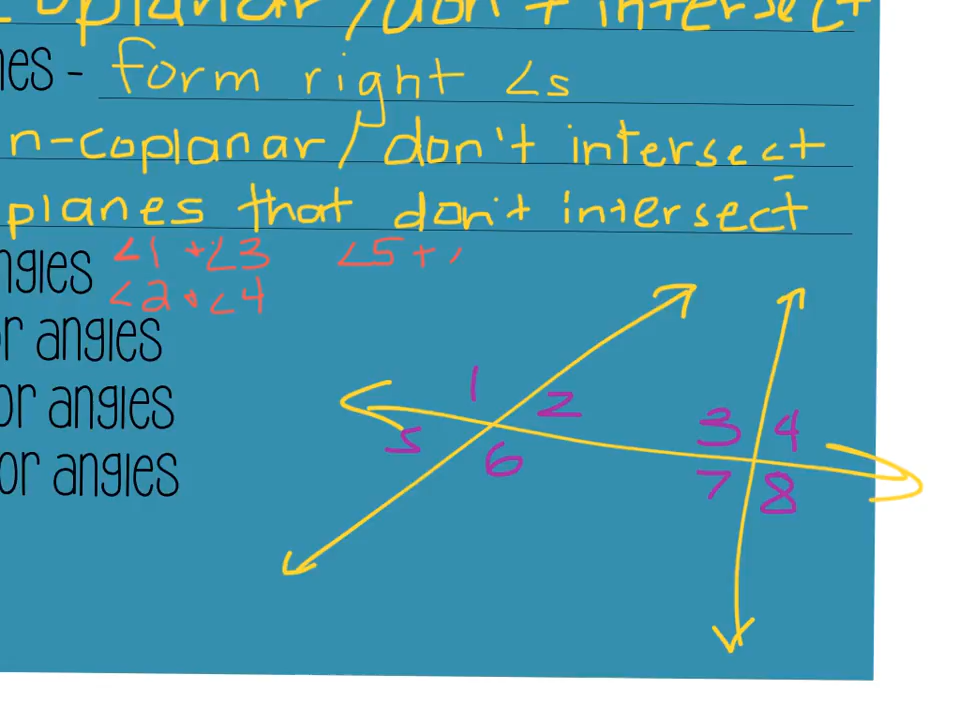 coplanar/don't intersect
nes - form right ∠s
n-coplanar/don't intersect
planes that don't intersect
ngles ∠1 + ∠3 ∠5 +
∠2 + ∠4
or angles
or angles
or angles
1 2 3 4
5 6 7 8